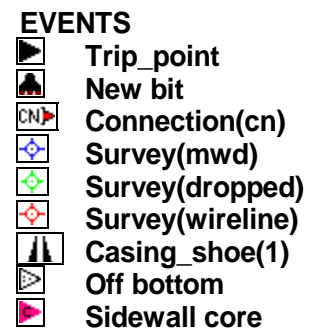 EVENTS
Trip_point
New bit
CN Connection(cn)
Survey(mwd)
Survey(dropped)
Survey(wireline)
Casing_shoe(1)
Off bottom
C Sidewall core